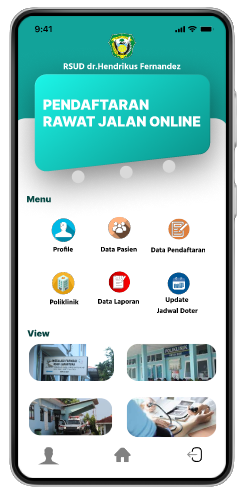 9:41
RSUD dr.Hendrikus Fernandez
PENDAFTARAN
RAWAT JALAN ONLINE
Menu
Profile
Data Pasien
Data Pendaftaran
Poliklinik
Data Laporan
Update
Jadwal Doter
View